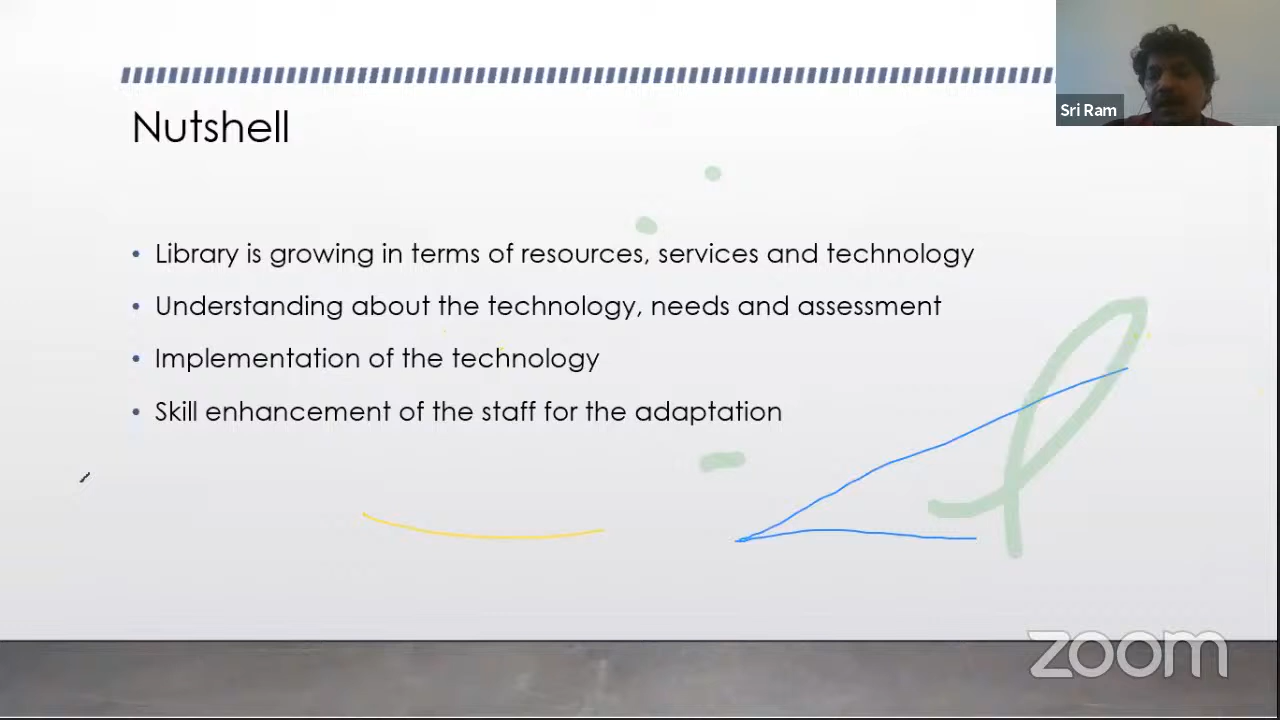 Nutshell
Sri Ram
• Library is growing in terms of resources, services and technology
• Understanding about the technology, needs and assessment
• Implementation of the technology
• Skill enhancement of the staff for the adaptation
zoom